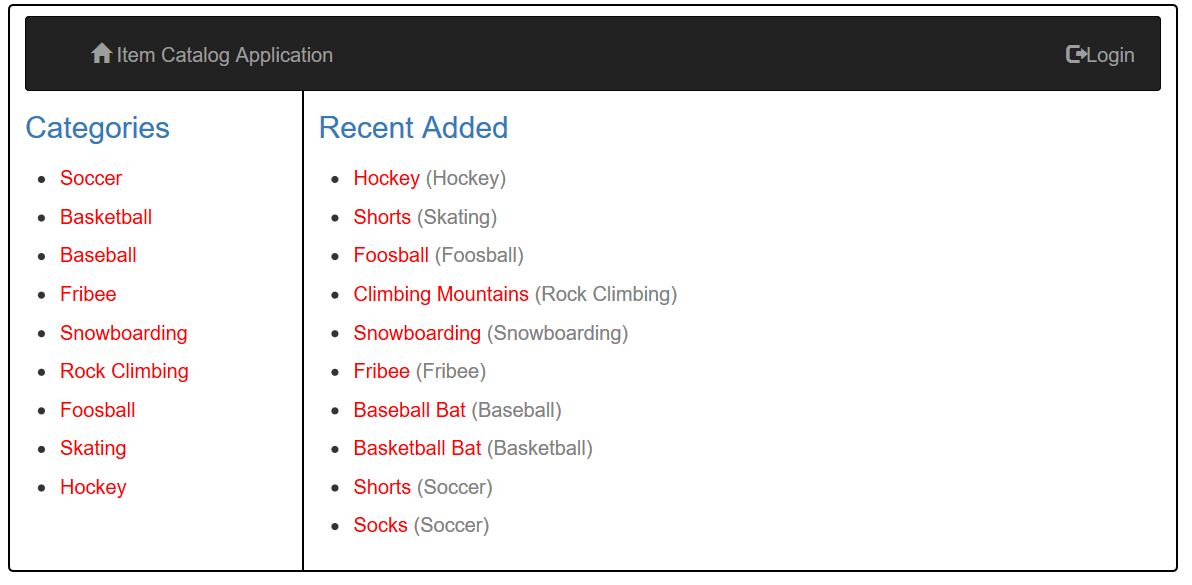 Item Catalog Application
Login
Categories
Soccer
Basketball
Baseball
Fribee
Snowboarding
Rock Climbing
Foosball
Skating
Hockey
Recent Added
Hockey (Hockey)
Shorts (Skating)
Foosball (Foosball)
Climbing Mountains (Rock Climbing)
Snowboarding (Snowboarding)
Fribee (Fribee)
Baseball Bat (Baseball)
Basketball Bat (Basketball)
Shorts (Soccer)
Socks (Soccer)